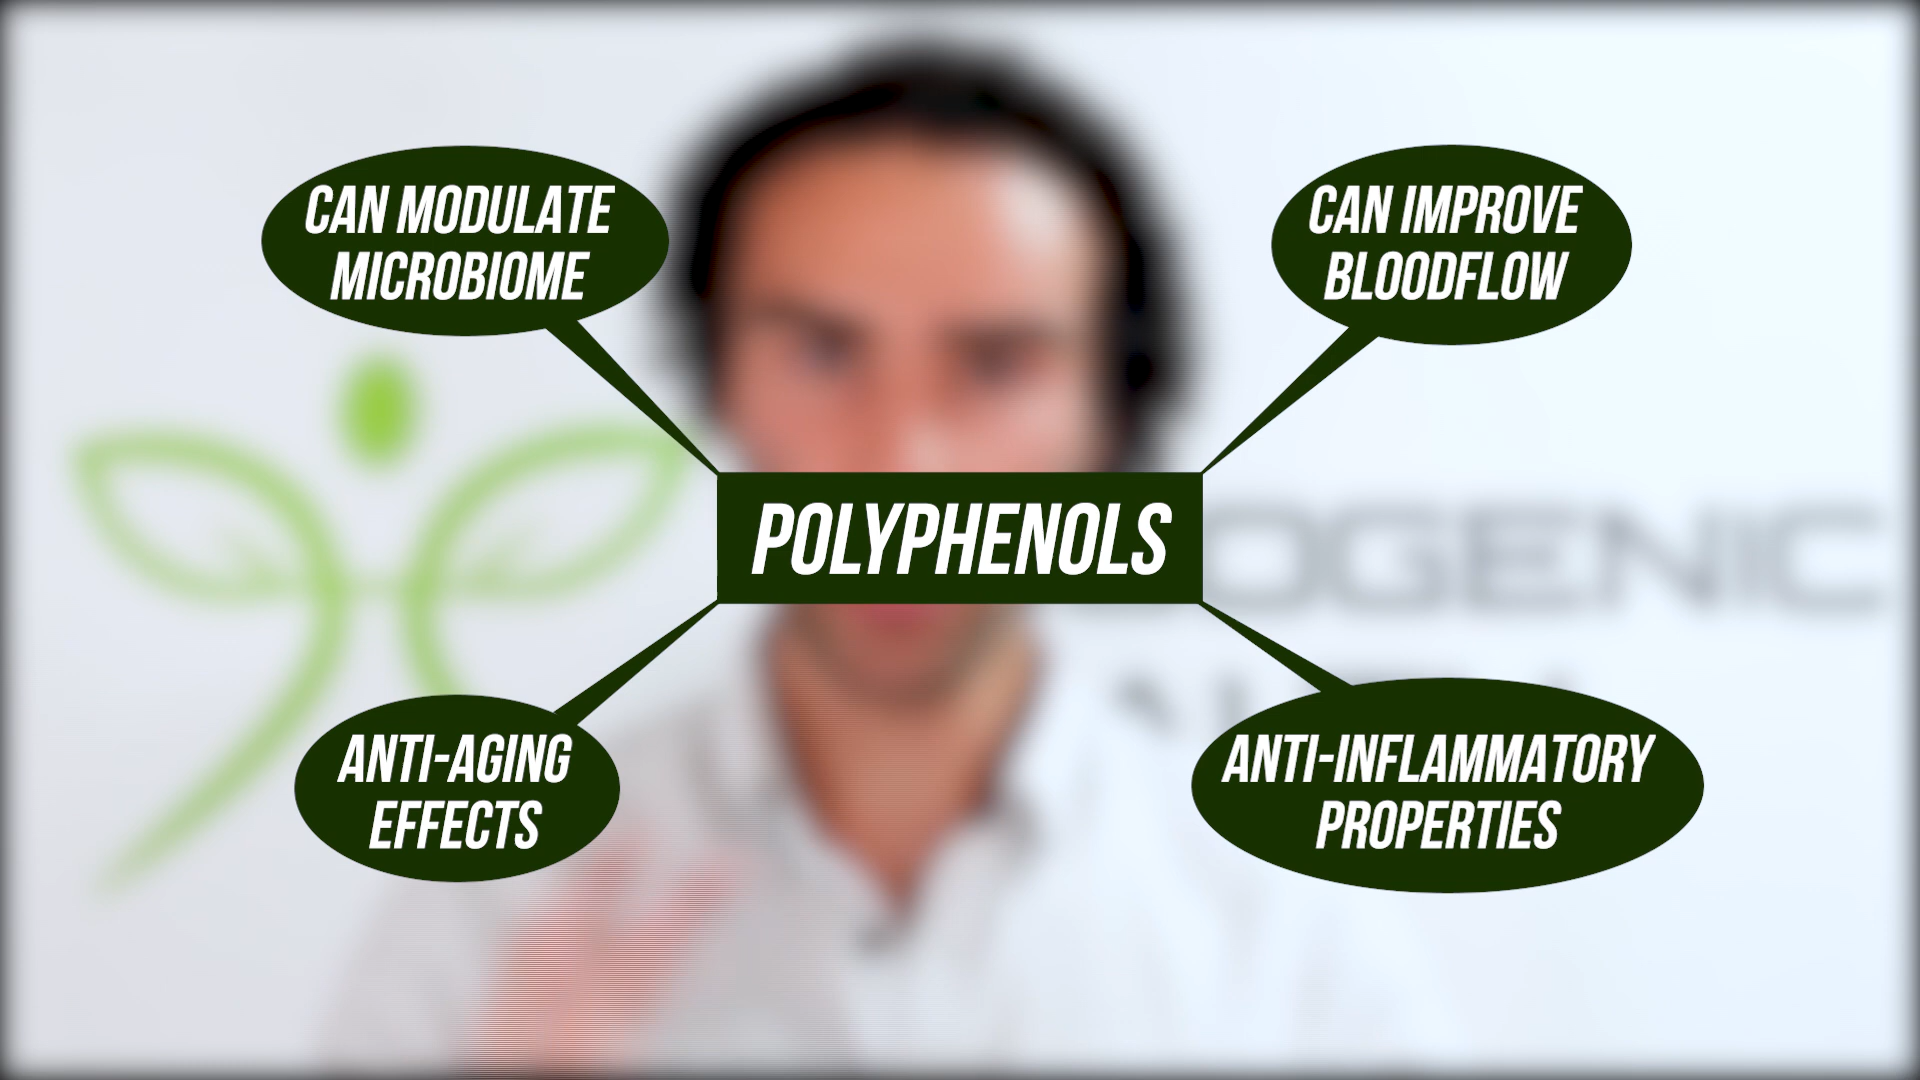 CAN MODULATE
MICROBIOME
CAN IMPROVE
BLOODFLOW
POLYPHENOLS
ANTI-AGING
EFFECTS
ANTI-INFLAMMATORY
PROPERTIES